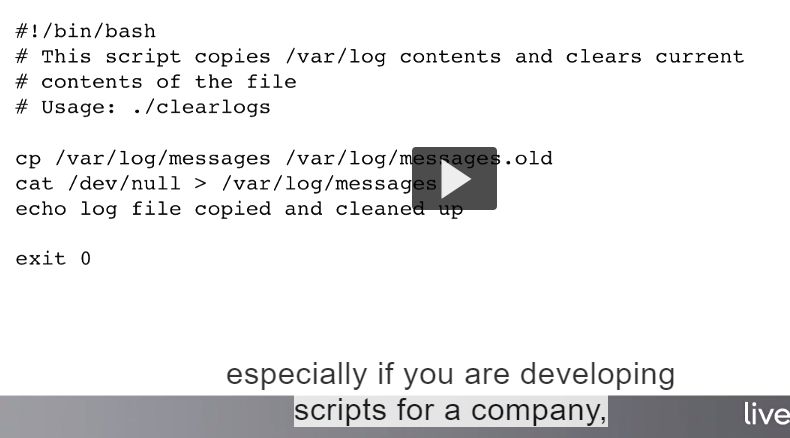 #!/bin/bash
# This script copies /var/log contents and clears current
# contents of the file
# Usage: ./clearlogs
cp /var/log/messages /var/log/messages.old
cat /dev/null > /var/log/messages
echo log file copied and cleaned up
exit 0
especially if you are developing
scripts for a company,
live